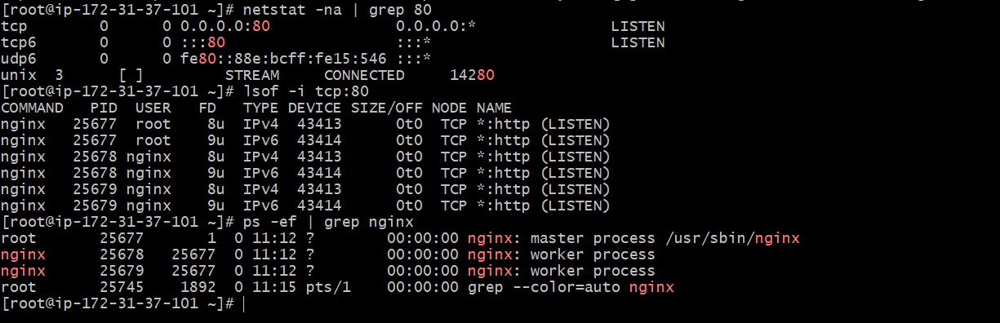 [root@ip-172-31-37-101 ~]# netstat -na | grep 80
tcp        0      0 0.0.0.0:80              0.0.0.0:*               LISTEN
tcp6       0      0 :::80                   :::*                    LISTEN
udp6       0      0 fe80::88e:bcff:fe15:546 :::*
unix  3      [ ]         STREAM     CONNECTED     14280
[root@ip-172-31-37-101 ~]# lsof -i tcp:80
COMMAND   PID  USER   FD   TYPE DEVICE SIZE/OFF NODE NAME
nginx   25677  root    8u  IPv4  43413      0t0  TCP *:http (LISTEN)
nginx   25677  root    9u  IPv6  43414      0t0  TCP *:http (LISTEN)
nginx   25678 nginx    8u  IPv4  43413      0t0  TCP *:http (LISTEN)
nginx   25678 nginx    9u  IPv6  43414      0t0  TCP *:http (LISTEN)
nginx   25679 nginx    8u  IPv4  43413      0t0  TCP *:http (LISTEN)
nginx   25679 nginx    9u  IPv6  43414      0t0  TCP *:http (LISTEN)
[root@ip-172-31-37-101 ~]# ps -ef | grep nginx
root       25677       1  0 11:12 ?        00:00:00 nginx: master process /usr/sbin/nginx
nginx      25678   25677  0 11:12 ?        00:00:00 nginx: worker process
nginx      25679   25677  0 11:12 ?        00:00:00 nginx: worker process
root       25745    1892  0 11:15 pts/1    00:00:00 grep --color=auto nginx
[root@ip-172-31-37-101 ~]#